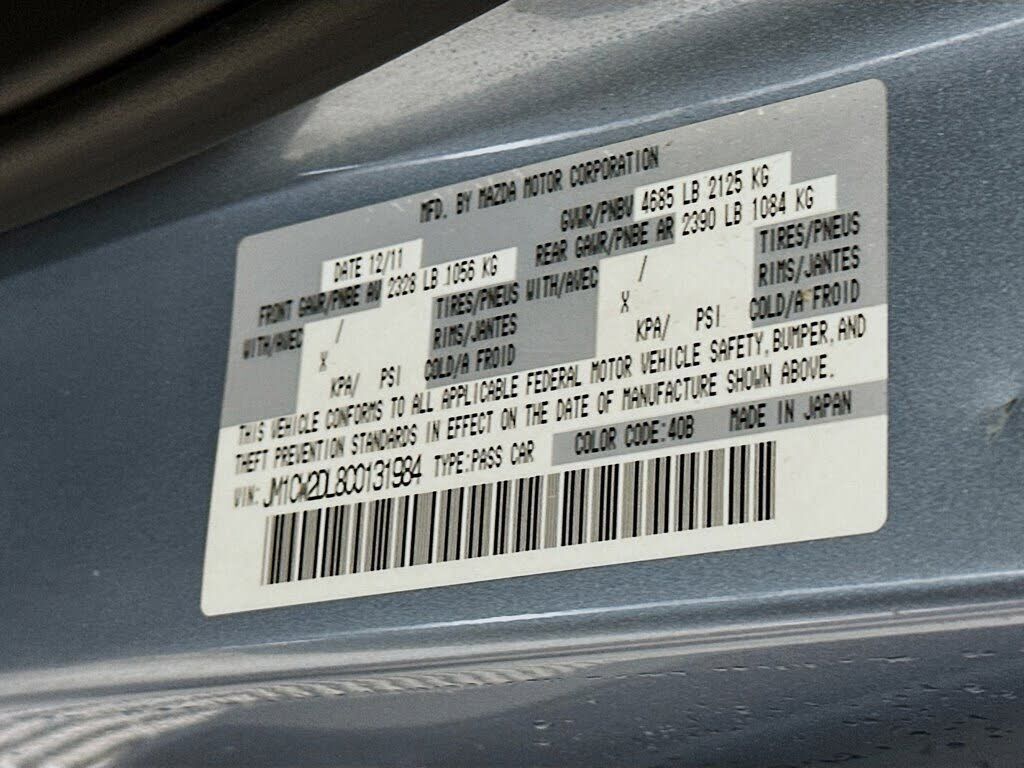 MFD. BY MAZDA MOTOR CORPORATION
DATE 12/11 GVWR/PNBV 4685 LB 2125 KG
FRONT GAWR/PNBE AV 2328 LB 1056 KG REAR GAWR/PNBE AR 2390 LB 1084 KG
WITH/AVEC / TIRES/PNEUS WITH/AVEC / TIRES/PNEUS
X RIMS/JANTES X RIMS/JANTES
KPA/ PSI COLD/A FROID KPA/ PSI COLD/A FROID
THIS VEHICLE CONFORMS TO ALL APPLICABLE FEDERAL MOTOR VEHICLE SAFETY, BUMPER, AND
THEFT PREVENTION STANDARDS IN EFFECT ON THE DATE OF MANUFACTURE SHOWN ABOVE.
VIN: JM1CW2DL8C0131984 TYPE:PASS CAR COLOR CODE:40B MADE IN JAPAN